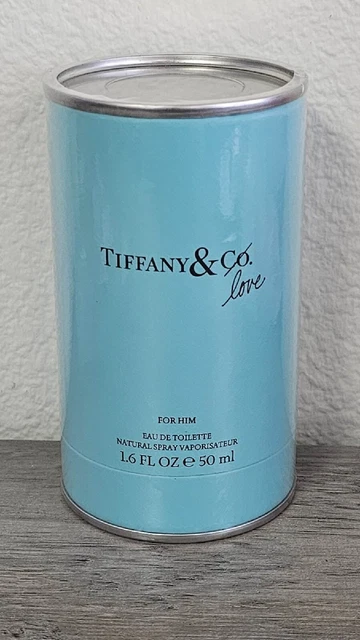 TIFFANY & CO.
love
FOR HIM
EAU DE TOILETTE
NATURAL SPRAY VAPORISATEUR
1.6 FL OZ ℮ 50 ml